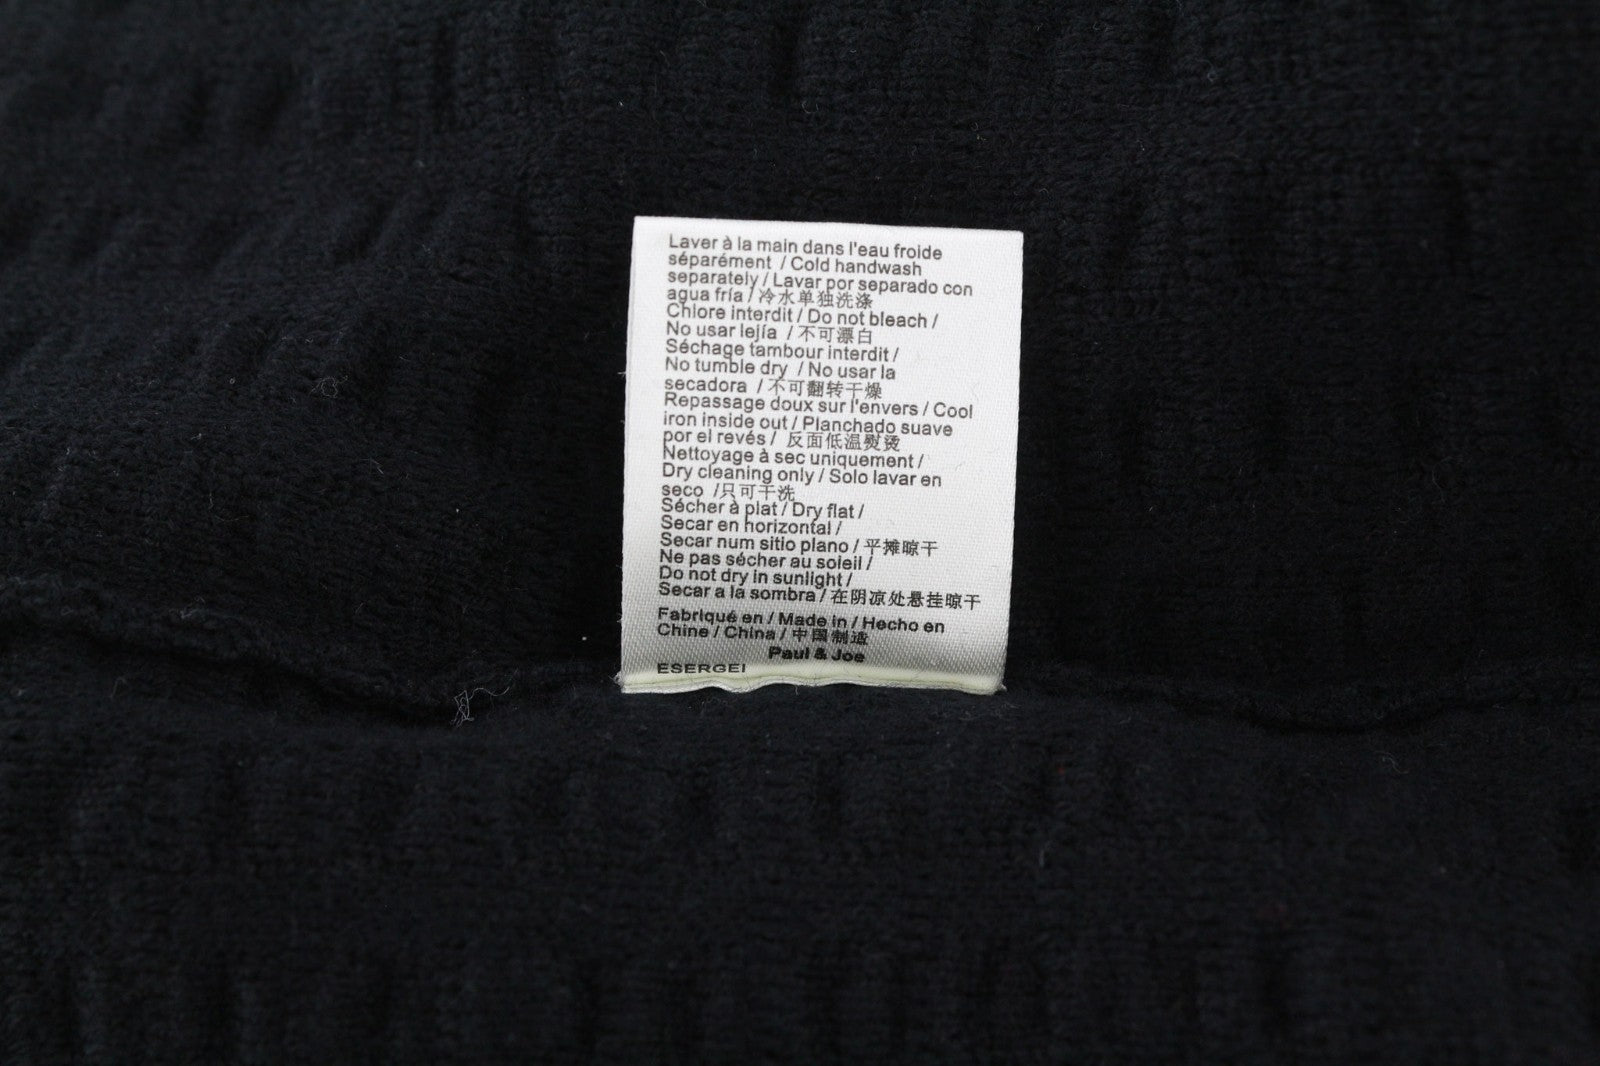 Laver à la main dans l'eau froide
séparément / Cold handwash
separately / Lavar por separado con
agua fría / 冷水单独洗涤
Chlore interdit / Do not bleach /
No usar lejía / 不可漂白
Séchage tambour interdit /
No tumble dry / No usar la
secadora / 不可翻转干燥
Repassage doux sur l'envers / Cool
iron inside out / Planchado suave
por el revés / 反面低温熨烫
Nettoyage à sec uniquement /
Dry cleaning only / Solo lavar en
seco /只可干洗
Sécher à plat / Dry flat /
Secar en horizontal /
Secar num sitio plano / 平摊晾干
Ne pas sécher au soleil /
Do not dry in sunlight /
Secar a la sombra / 在阴凉处悬挂晾干
Fabriqué en / Made in / Hecho en
Chine / China / 中国制造
Paul & Joe
ESERGEI